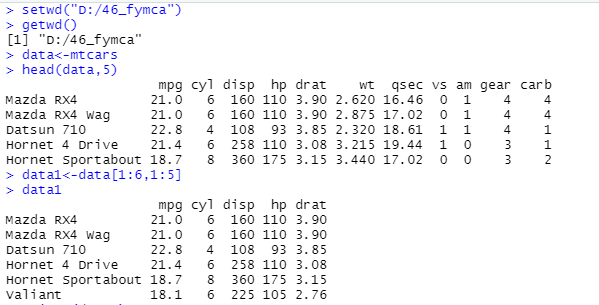 > setwd("D:/46_fymca")
> getwd()
[1] "D:/46_fymca"
> data<-mtcars
> head(data,5)
mpg cyl disp hp drat wt qsec vs am gear carb
Mazda RX4 21.0 6 160 110 3.90 2.620 16.46 0 1 4 4
Mazda RX4 Wag 21.0 6 160 110 3.90 2.875 17.02 0 1 4 4
Datsun 710 22.8 4 108 93 3.85 2.320 18.61 1 1 4 1
Hornet 4 Drive 21.4 6 258 110 3.08 3.215 19.44 1 0 3 1
Hornet Sportabout 18.7 8 360 175 3.15 3.440 17.02 0 0 3 2
> data1<-data[1:6,1:5]
> data1
mpg cyl disp hp drat
Mazda RX4 21.0 6 160 110 3.90
Mazda RX4 Wag 21.0 6 160 110 3.90
Datsun 710 22.8 4 108 93 3.85
Hornet 4 Drive 21.4 6 258 110 3.08
Hornet Sportabout 18.7 8 360 175 3.15
Valiant 18.1 6 225 105 2.76